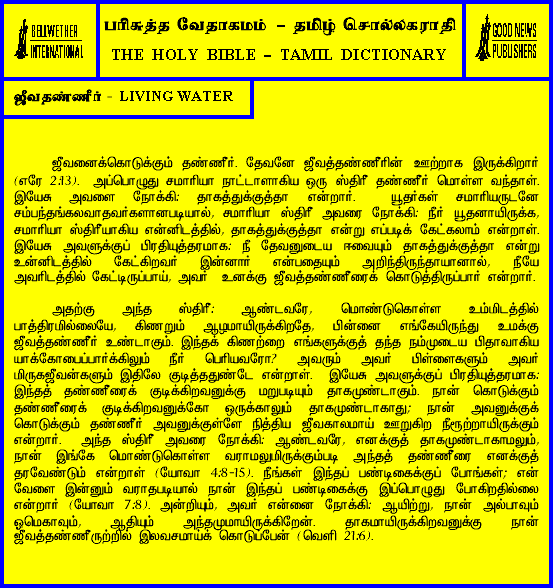 BELLWETHER
INTERNATIONAL
பரிசுத்த வேதாகமம் – தமிழ் சொல்லகராதி
THE HOLY BIBLE – TAMIL DICTIONARY
GOOD NEWS
PUBLISHERS
ஜீவதண்ணீர் - LIVING WATER
ஜீவனைக்கொடுக்கும் தண்ணீர். தேவனே ஜீவத்தண்ணீரின் ஊற்றாக இருக்கிறார்
(எரே 2:13). அப்பொழுது சமாரியா நாட்டாளாகிய ஒரு ஸ்திரீ தண்ணீர் மொள்ள வந்தாள்.
இயேசு அவளை நோக்கி: தாகத்துக்குத்தா என்றார். யூதர்கள் சமாரியருடனே
சம்பந்தங்கலவாதவர்களானபடியால், சமாரியா ஸ்திரீ அவரை நோக்கி: நீர் யூதனாயிருக்க,
சமாரியா ஸ்திரீயாகிய என்னிடத்தில், தாகத்துக்குத்தா என்று எப்படிக் கேட்கலாம் என்றாள்.
இயேசு அவளுக்குப் பிரதியுத்தரமாக: நீ தேவனுடைய ஈவையும் தாகத்துக்குத்தா என்று
உன்னிடத்தில் கேட்கிறவர் இன்னார் என்பதையும் அறிந்திருந்தாயானால், நீயே
அவரிடத்தில் கேட்டிருப்பாய், அவர் உனக்கு ஜீவத்தண்ணீரைக் கொடுத்திருப்பார் என்றார்.
அதற்கு அந்த ஸ்திரீ: ஆண்டவரே, மொண்டுகொள்ள உம்மிடத்தில்
பாத்திரமில்லையே, கிணறும் ஆழமாயிருக்கிறதே, பின்னை எங்கேயிருந்து உமக்கு
ஜீவத்தண்ணீர் உண்டாகும். இந்தக் கிணற்றை எங்களுக்குத் தந்த நம்முடைய பிதாவாகிய
யாக்கோபைப்பார்க்கிலும் நீர் பெரியவரோ? அவரும் அவர் பிள்ளைகளும் அவர்
மிருகஜீவன்களும் இதிலே குடித்ததுண்டே என்றாள். இயேசு அவளுக்குப் பிரதியுத்தரமாக:
இந்தத் தண்ணீரைக் குடிக்கிறவனுக்கு மறுபடியும் தாகமுண்டாகும். நான் கொடுக்கும்
தண்ணீரைக் குடிக்கிறவனுக்கோ ஒருக்காலும் தாகமுண்டாகாது; நான் அவனுக்குக்
கொடுக்கும் தண்ணீர் அவனுக்குள்ளே நித்திய ஜீவகாலமாய் ஊறுகிற நீரூற்றாயிருக்கும்
என்றார். அந்த ஸ்திரீ அவரை நோக்கி: ஆண்டவரே, எனக்குத் தாகமுண்டாகாமலும்,
நான் இங்கே மொண்டுகொள்ள வராமலுமிருக்கும்படி அந்தத் தண்ணீரை எனக்குத்
தரவேண்டும் என்றாள் (யோவா 4:8-15). நீங்கள் இந்தப் பண்டிகைக்குப் போங்கள்; என்
வேளை இன்னும் வராதபடியால் நான் இந்தப் பண்டிகைக்கு இப்பொழுது போகிறதில்லை
என்றார் (யோவா 7:8). அன்றியும், அவர் என்னை நோக்கி: ஆயிற்று, நான் அல்பாவும்
ஓமெகாவும், ஆதியும் அந்தமுமாயிருக்கிறேன். தாகமாயிருக்கிறவனுக்கு நான்
ஜீவத்தண்ணீரூற்றில் இலவசமாய்க் கொடுப்பேன் (வெளி 21:6).